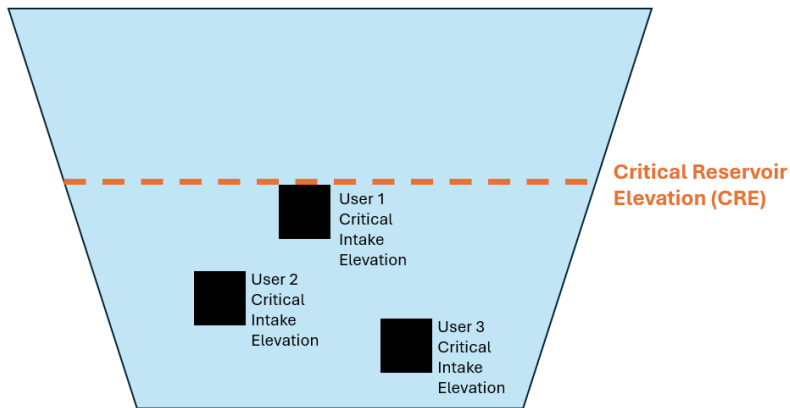 Critical Reservoir
Elevation (CRE)
User 1
Critical
Intake
Elevation
User 2
Critical
Intake
Elevation
User 3
Critical
Intake
Elevation